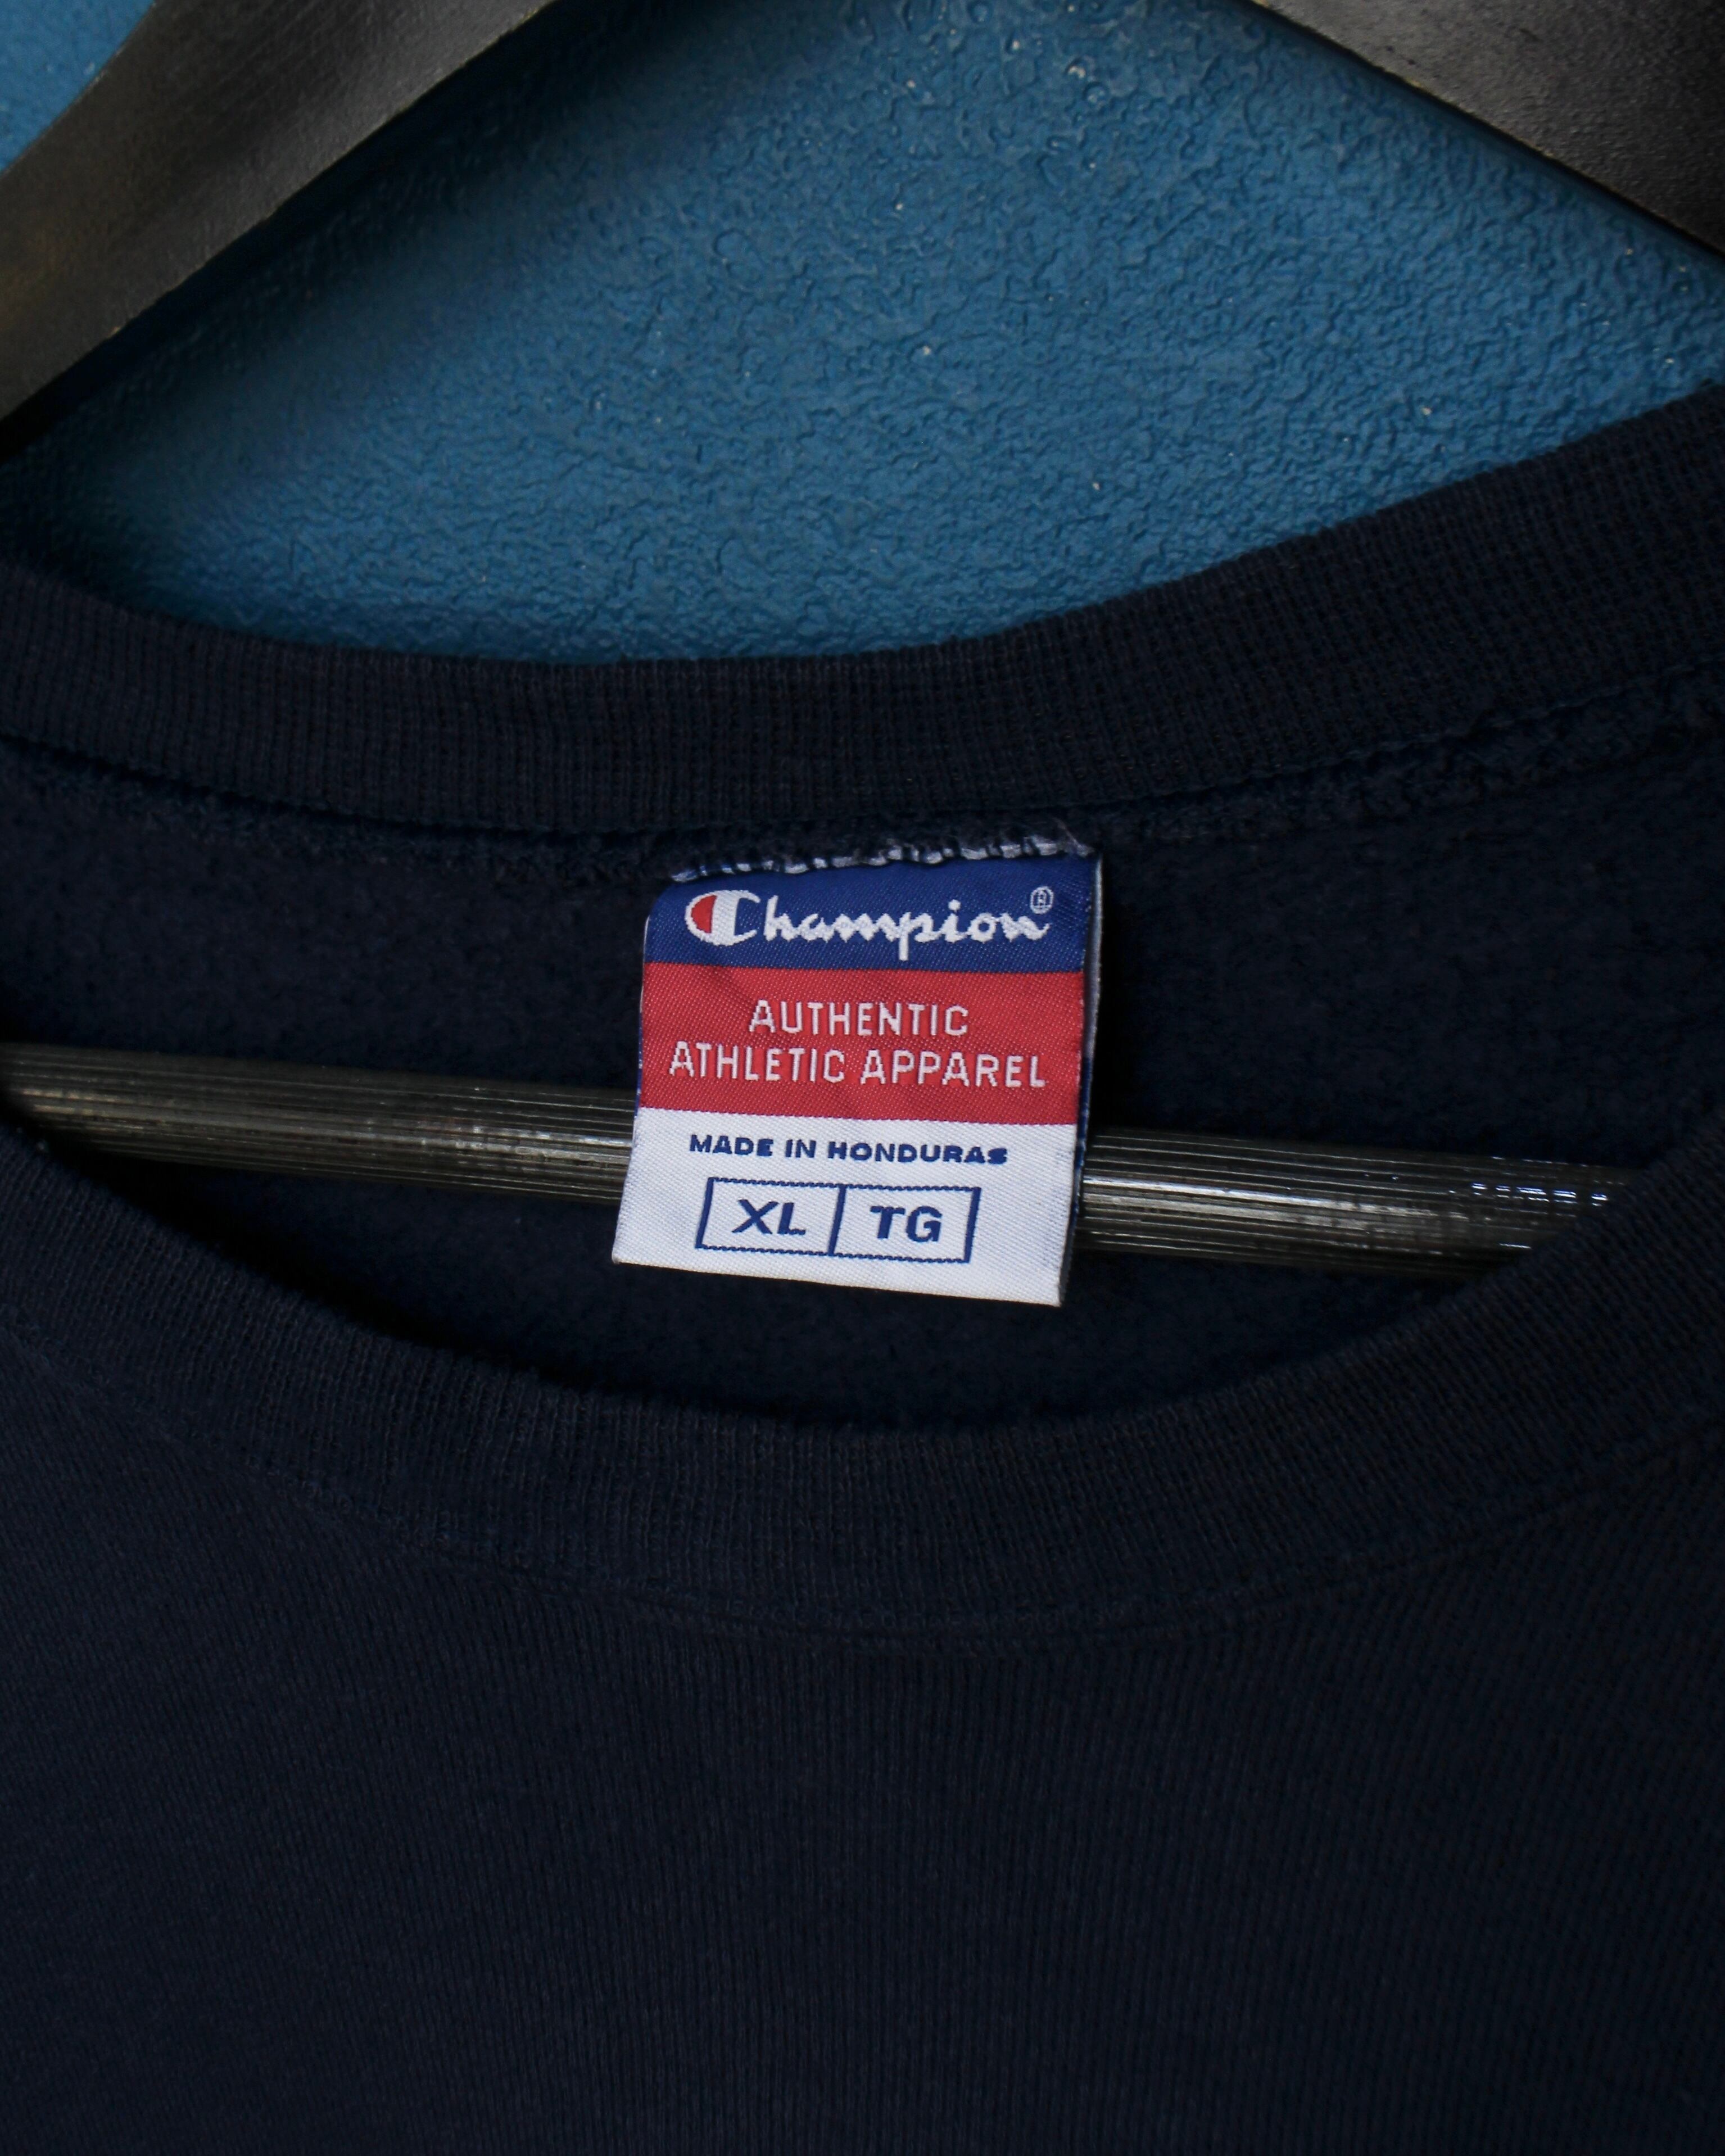 Champion®
AUTHENTIC
ATHLETIC APPAREL
MADE IN HONDURAS
XL TG